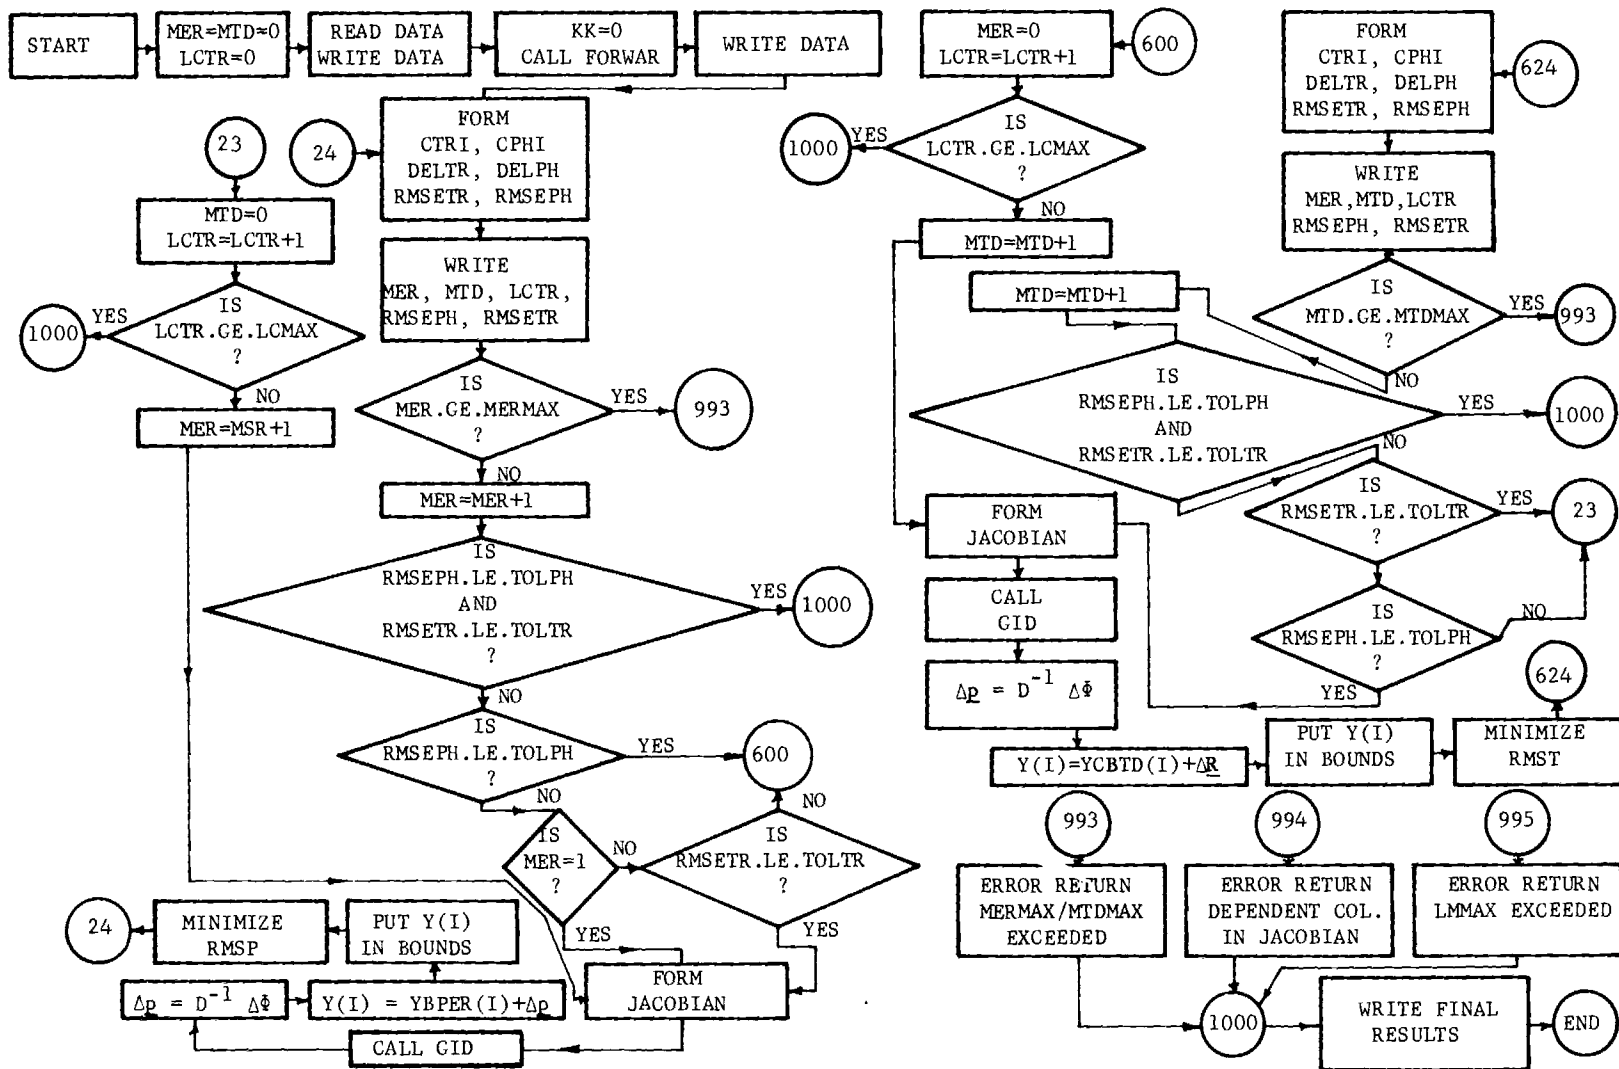 START
MER=MTD=0
LCTR=0
READ DATA
WRITE DATA
KK=0
CALL FORWAR
WRITE DATA
23
24
FORM
CTRI, CPHI
DELTR, DELPH
RMSETR, RMSEPH
MTD=0
LCTR=LCTR+1
WRITE
MER, MTD, LCTR,
RMSEPH, RMSETR
1000
YES
IS
LCTR.GE.LCMAX
?
NO
MER=MSR+1
IS
MER.GE.MERMAX
?
YES
993
NO
MER=MER+1
IS
RMSEPH.LE.TOLPH
AND
RMSETR.LE.TOLTR
?
YES
1000
NO
IS
RMSEPH.LE.TOLPH
?
YES
600
NO
IS
MER=1
?
NO
IS
RMSETR.LE.TOLTR
?
NO
YES
YES
24
MINIMIZE
RMSP
PUT Y(I)
IN BOUNDS
FORM
JACOBIAN
Δp = D⁻¹ ΔΦ
Y(I) = YBPER(I)+Δp
CALL GID
MER=0
LCTR=LCTR+1
600
1000
YES
IS
LCTR.GE.LCMAX
?
NO
MTD=MTD+1
FORM
CTRI, CPHI
DELTR, DELPH
RMSETR, RMSEPH
624
WRITE
MER,MTD,LCTR
RMSEPH, RMSETR
MTD=MTD+1
IS
MTD.GE.MTDMAX
?
YES
993
NO
IS
RMSEPH.LE.TOLPH
AND
RMSETR.LE.TOLTR
YES
1000
NO
IS
RMSETR.LE.TOLTR
?
YES
23
FORM
JACOBIAN
CALL
GID
IS
RMSEPH.LE.TOLPH
?
NO
YES
Δp = D⁻¹ ΔΦ
624
Y(I)=YCBTD(I)+ΔR
PUT Y(I)
IN BOUNDS
MINIMIZE
RMST
993
994
995
ERROR RETURN
MERMAX/MTDMAX
EXCEEDED
ERROR RETURN
DEPENDENT COL.
IN JACOBIAN
ERROR RETURN
LMMAX EXCEEDED
1000
WRITE FINAL
RESULTS
END